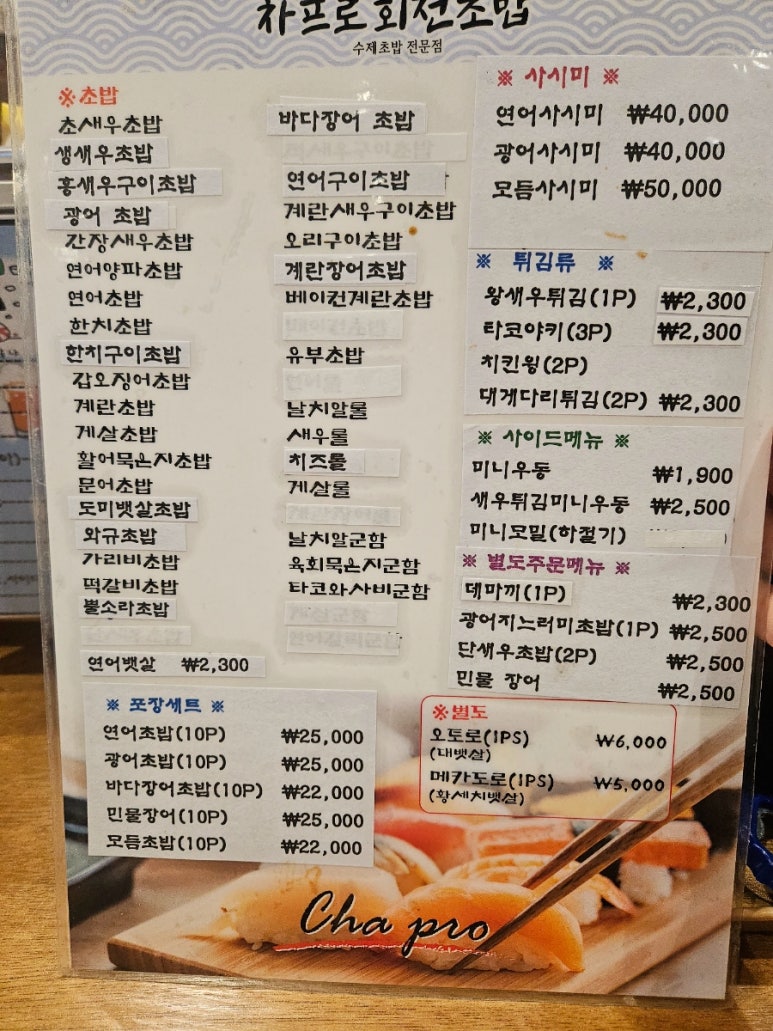 차프로회전초밥
수제초밥 전문점
※초밥
초새우초밥
생새우초밥
홍새우구이초밥
광어 초밥
간장새우초밥
연어양파초밥
연어초밥
한치초밥
한치구이초밥
갑오징어초밥
계란초밥
게살초밥
활어묵은지초밥
문어초밥
도미뱃살초밥
와규초밥
가리비초밥
떡갈비초밥
뿔소라초밥
연어뱃살 ₩2,300
바다장어 초밥
연어구이초밥
계란새우구이초밥
오리구이초밥
계란장어초밥
베이컨계란초밥
유부초밥
날치알롤
새우롤
치즈롤
게살롤
날치알군함
육회묵은지군함
타코와사비군함
※ 사시미 ※
연어사시미 ₩40,000
광어사시미 ₩40,000
모듬사시미 ₩50,000
※ 튀김류 ※
왕새우튀김(1P) ₩2,300
타코야키(3P) ₩2,300
치킨윙(2P)
대게다리튀김(2P) ₩2,300
※ 사이드메뉴 ※
미니우동 ₩1,900
새우튀김미니우동 ₩2,500
미니모밀(하절기)
※ 별도주문메뉴 ※
데마끼(1P) ₩2,300
광어지느러미초밥(1P) ₩2,500
단새우초밥(2P) ₩2,500
민물 장어 ₩2,500
※ 포장세트 ※
연어초밥(10P) ₩25,000
광어초밥(10P) ₩25,000
바다장어초밥(10P) ₩22,000
민물장어(10P) ₩25,000
모듬초밥(10P) ₩22,000
※별도
오토로(1PS) ₩6,000
(대뱃살)
메카도로(1PS) ₩5,000
(황세치뱃살)
Cha pro